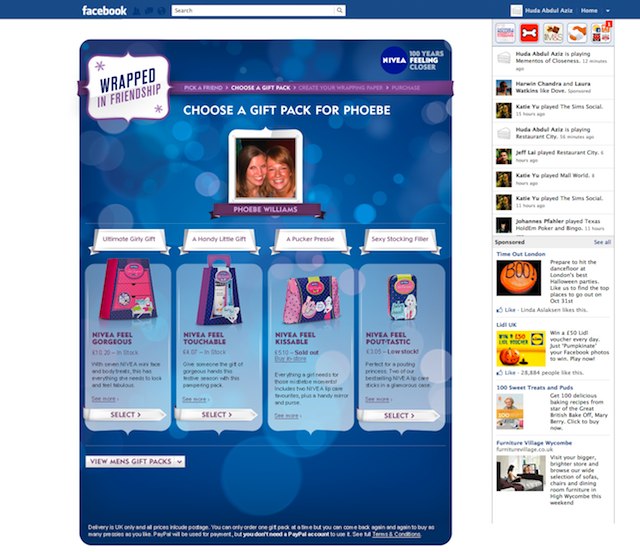 facebook
Search
Huda Abdul Aziz
Home
WRAPPED
IN FRIENDSHIP
NIVEA
100 YEARS
FEELING
CLOSER
PICK A FRIEND > CHOOSE A GIFT PACK > CREATE YOUR WRAPPING PAPER > PURCHASE
CHOOSE A GIFT PACK FOR PHOEBE
PHOEBE WILLIAMS
Ultimate Girly Gift
A Handy Little Gift
A Pucker Pressie
Sexy Stocking Filler
NIVEA FEEL
GORGEOUS
£10.20 – In Stock
With seven NIVEA mini face
and body treats, this has
everything she needs to look
and feel fabulous.
See more ›
SELECT >
NIVEA FEEL
TOUCHABLE
£4.07 – In Stock
Give someone the gift of
gorgeous hands this
festive season with this
pampering pack.
See more ›
SELECT >
NIVEA FEEL
KISSABLE
£5.10 – Sold out
Buy in-store
Everything a girl needs for
those mistletoe moments!
Includes two NIVEA lip care
favourites, plus a handy mirror
and purse.
See more ›
NIVEA FEEL
POUT-TASTIC
£3.05 – Low stock!
Perfect for a pouting
princess. Two of our
bestselling NIVEA lip care
sticks in a glamorous case.
See more ›
SELECT >
VIEW MENS GIFT PACKS
Delivery is UK only and all prices inlcude postage. You can only order one gift pack at a time but you can come back again and again to buy as
many pressies as you like. PayPal will be used for payment, but you don't need a PayPal account to use it. See full Terms & Conditions.
M&S
1
Huda Abdul Aziz is playing
Mementos of Closeness. 12
minutes ago
Harwin Chandra and Laura
Watkins like Dove. Sponsored
Katie Yu played The Sims Social.
15 hours ago
Huda Abdul Aziz is playing
Restaurant City. 56 minutes ago
Jeff Lai played Restaurant City. 6
hours ago
Katie Yu played Mall World. 8
hours ago
Katie Yu played The Sims Social.
11 hours ago
Johannes Pfahler played Texas
HoldEm Poker and Bingo. 11 hours
Sponsored
See all
Time Out London
BOO!
Prepare to hit the
dancefloor at
London's best
Halloween parties.
Like us to find the top
places to go out on
Oct 31st
Like · Linda Aslaksen likes this.
Lidl UK
WIN
£50
LIDL
VOUCHER
Win a £50 Lidl
voucher every day.
Just "Pumpkinate"
your Facebook photos
to win. Play now!
Like · 28,884 people like this.
100 Sweet Treats and Puds
Get 100 delicious
baking recipes from
star of the Great
British Bake Off, Mary
Berry. Click to buy
now.
Furniture Village Wycombe
furniturevillage.co.uk
Visit your bigger,
brighter store and
browse our wide
selection of sofas,
chairs and dining
room furniture in
High Wycombe this
weekend